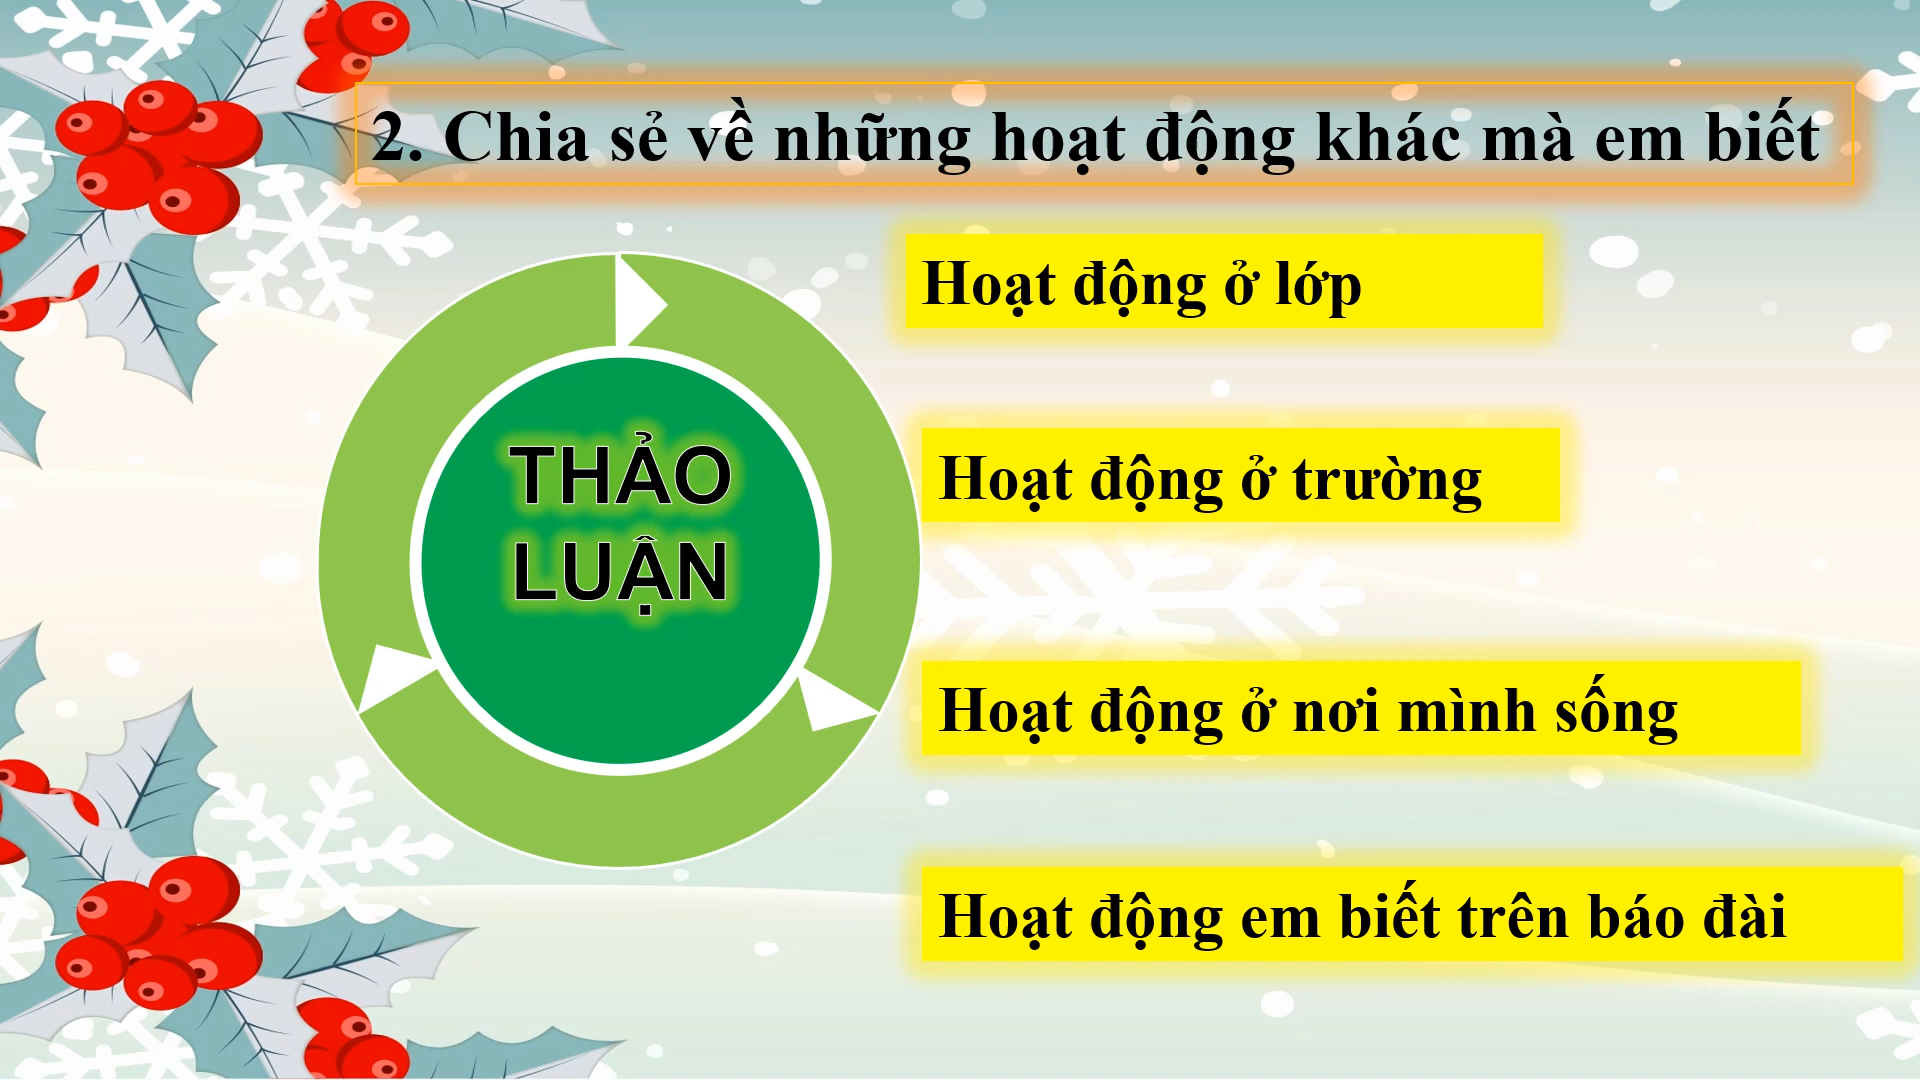 2. Chia sẻ về những hoạt động khác mà em biết
THẢO
LUẬN
Hoạt động ở lớp
Hoạt động ở trường
Hoạt động ở nơi mình sống
Hoạt động em biết trên báo đài